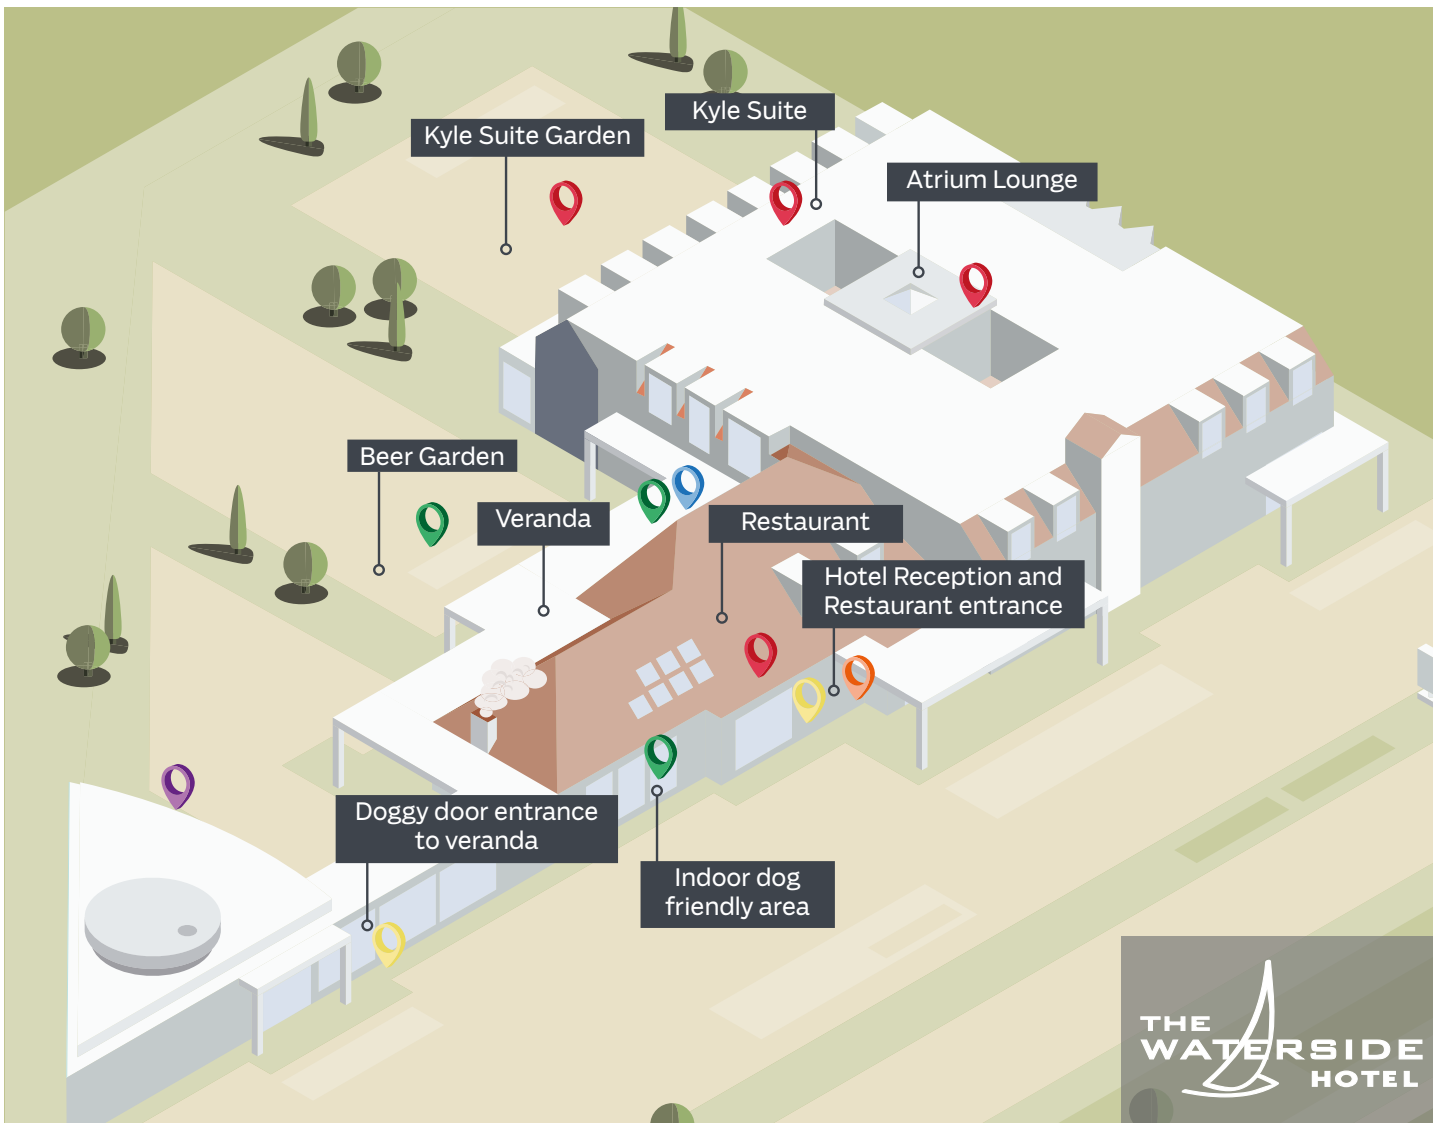 Kyle Suite
Kyle Suite Garden
Atrium Lounge
Beer Garden
Veranda
Restaurant
Hotel Reception and
Restaurant entrance
Doggy door entrance
to veranda
Indoor dog
friendly area
THE
WATERSIDE
HOTEL